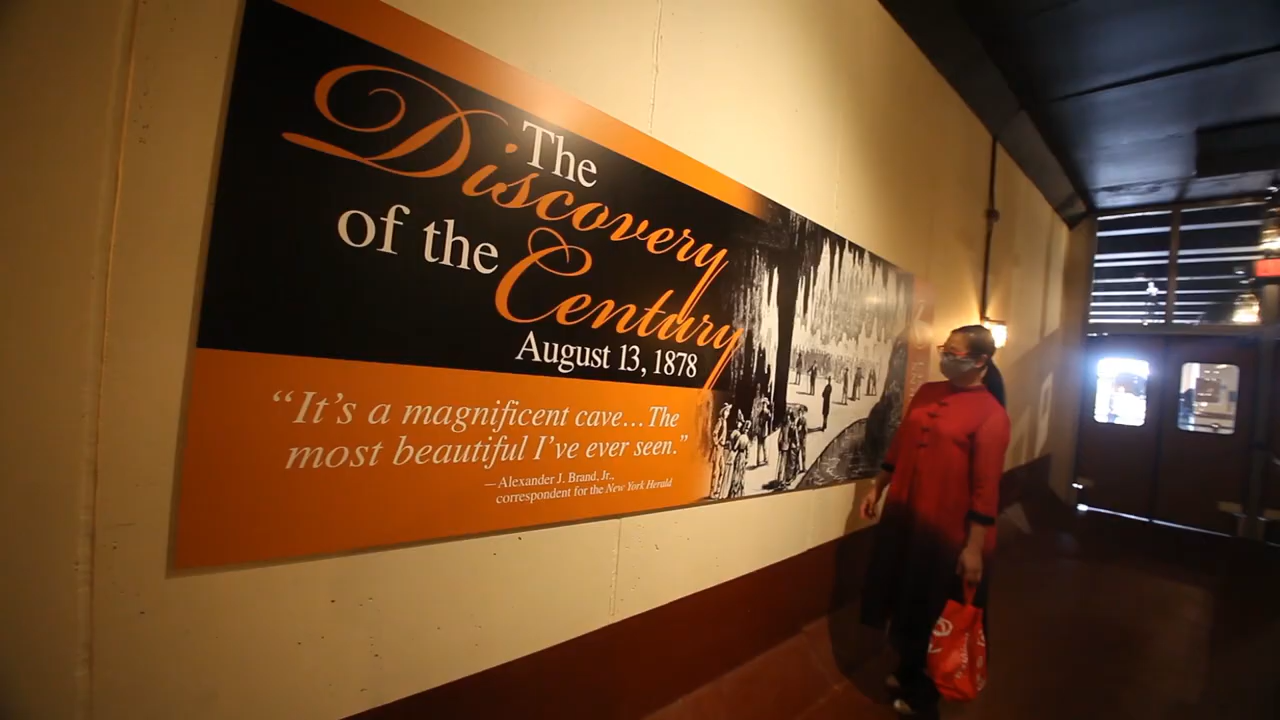 The
Discovery
of the
Century
August 13, 1878
“It’s a magnificent cave…The
most beautiful I’ve ever seen.”
—Alexander J. Brand, Jr.,
correspondent for the New York Herald